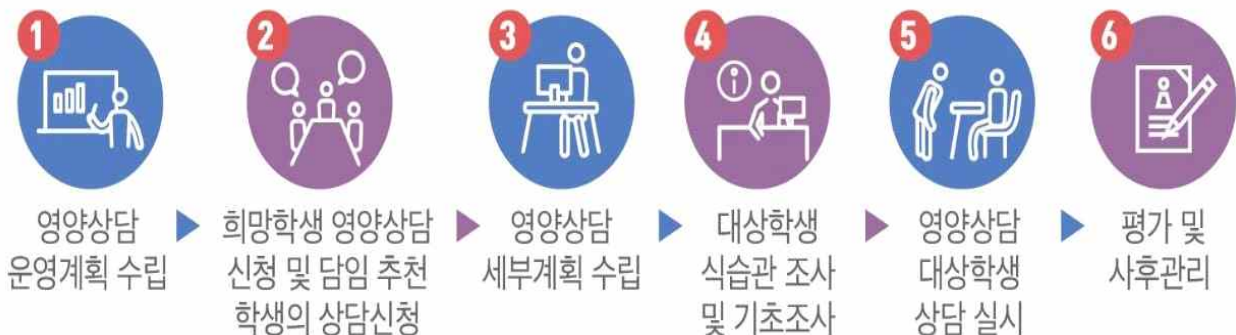 1
영양상담
운영계획 수립
2
희망학생 영양상담
신청 및 담임 추천
학생의 상담신청
3
영양상담
세부계획 수립
4
대상학생
식습관 조사
및 기초조사
5
영양상담
대상학생
상담 실시
6
평가 및
사후관리